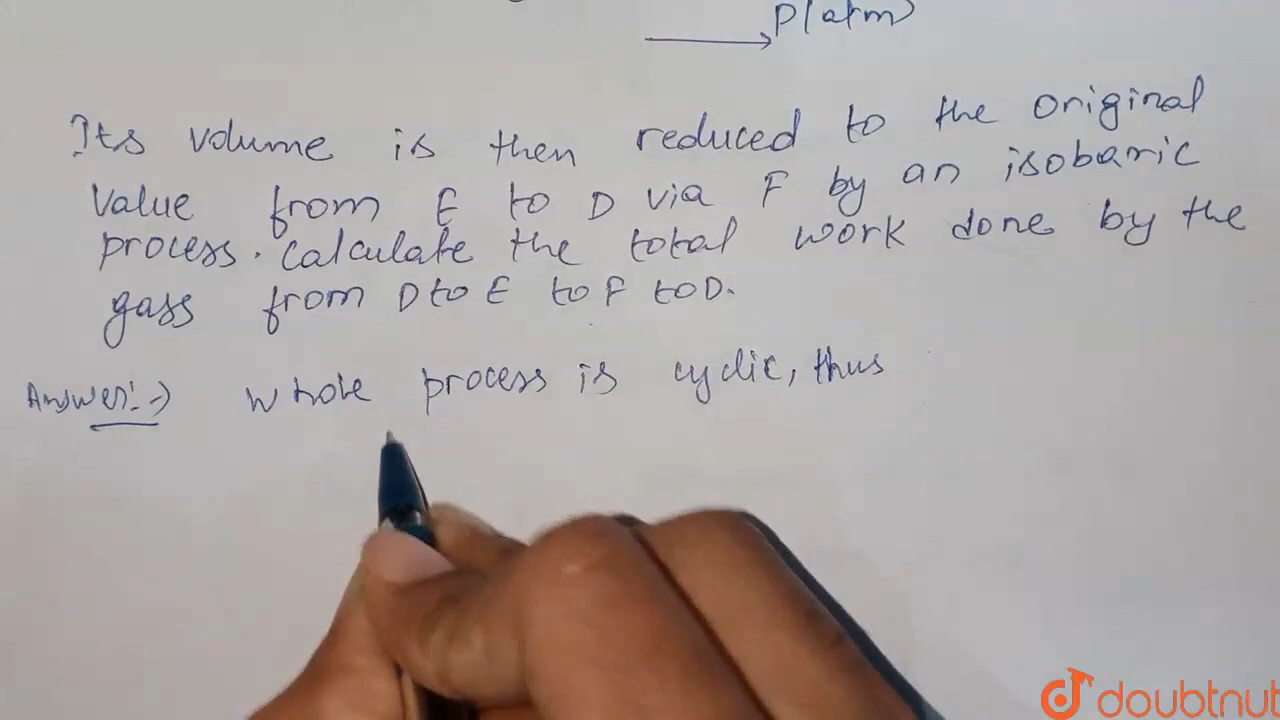 P(atm)
Its volume is then reduced to the original
value from E to D via F by an isobaric
process. Calculate the total work done by the
gass from D to E to F to D.
Answer:→ whole process is cyclic, thus
doubtnut